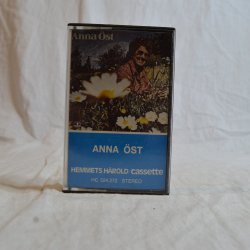 Anna Öst
ANNA ÖST
HEMMETS HÄROLD-cassette
STEREO